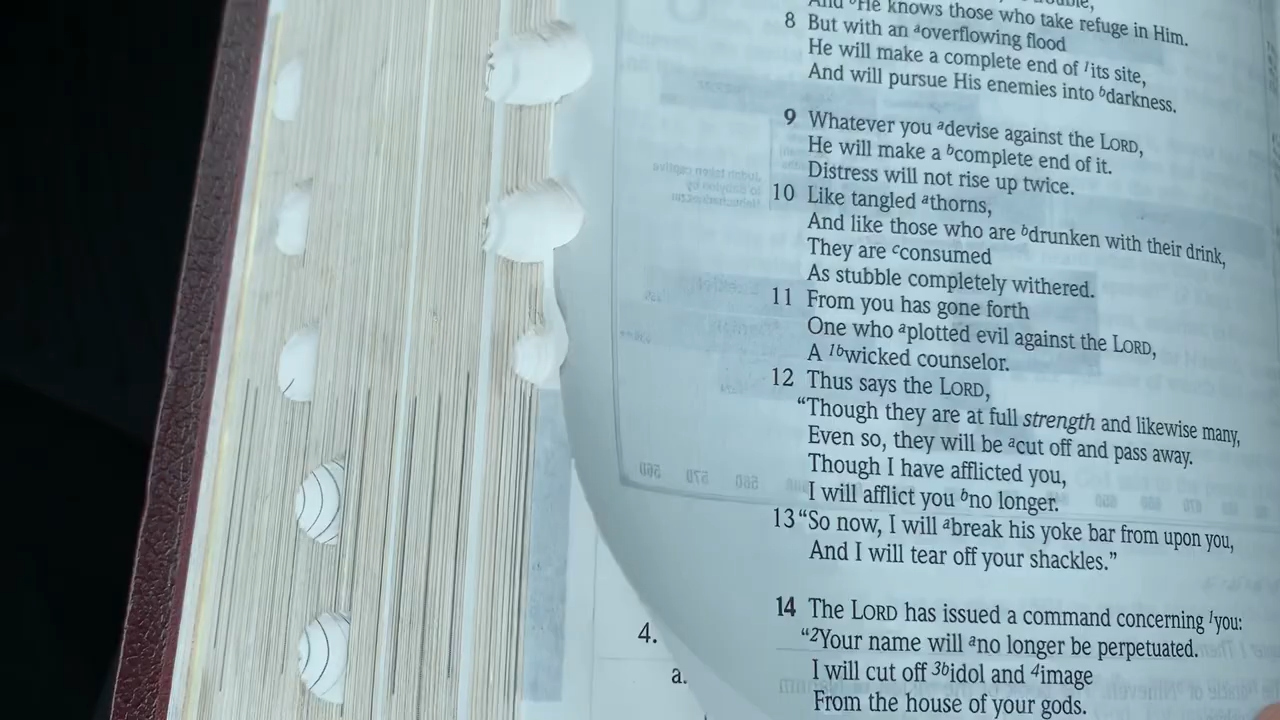 And ᵇHe knows those who take refuge in Him.
8 But with an ᵃoverflowing flood
He will make a complete end of ¹its site,
And will pursue His enemies into ᵇdarkness.
9 Whatever you ᵃdevise against the LORD,
He will make a ᵇcomplete end of it.
Distress will not rise up twice.
10 Like tangled ᵃthorns,
And like those who are ᵇdrunken with their drink,
They are ᶜconsumed
As stubble completely withered.
11 From you has gone forth
One who ᵃplotted evil against the LORD,
A ¹ᵇwicked counselor.
12 Thus says the LORD,
“Though they are at full strength and likewise many,
Even so, they will be ᵃcut off and pass away.
Though I have afflicted you,
I will afflict you ᵇno longer.
13 “So now, I will ᵃbreak his yoke bar from upon you,
And I will tear off your shackles.”
14 The LORD has issued a command concerning ¹you:
“²Your name will ᵃno longer be perpetuated.
I will cut off ³ᵇidol and ⁴image
From the house of your gods.
4.
a.